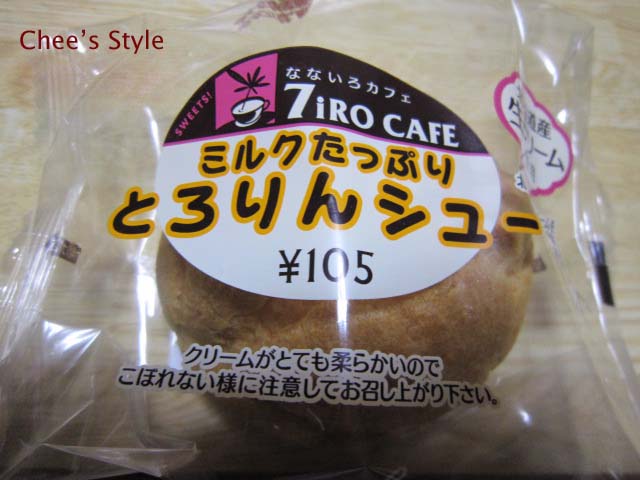 Chee's Style
SWEETS!
なないろカフェ
7iRO CAFE
ミルクたっぷり
とろりんシュー
¥105
クリームがとても柔らかいので
こぼれない様に注意してお召し上がり下さい。